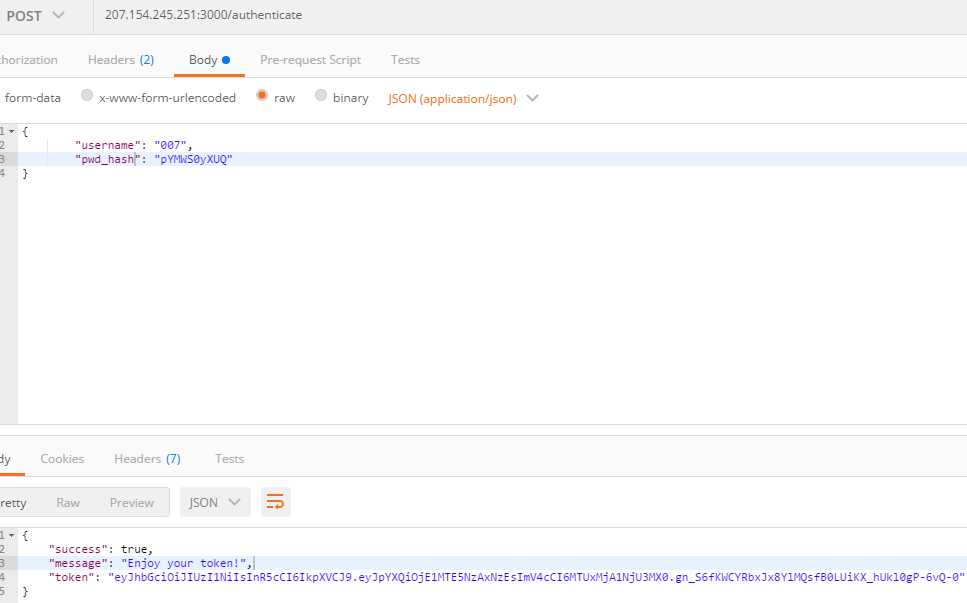 POST
207.154.245.251:3000/authenticate
horization Headers (2) Body Pre-request Script Tests
form-data x-www-form-urlencoded raw binary JSON (application/json)
1 {
2 "username": "007",
3 "pwd_hash": "pYMWS0yXUQ"
4 }
dy Cookies Headers (7) Tests
retty Raw Preview JSON
1 {
2 "success": true,
3 "message": "Enjoy your token!",
4 "token": "eyJhbGciOiJIUzI1NiIsInR5cCI6IkpXVCJ9.eyJpYXQiOjE1MTE5NzAxNzEsImV4cCI6MTUxMjA1NjU3MX0.gn_S6fKWCYRbxJx8YlMQsfB0LUiKX_hUkl0gP-6vQ-0"
5 }